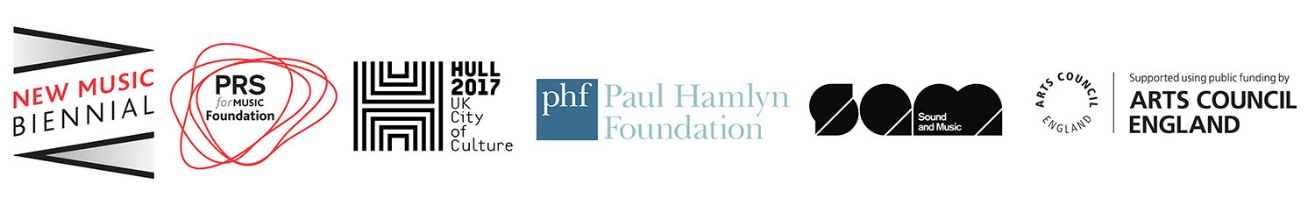 NEW MUSIC
BIENNIAL
PRS
for MUSIC
Foundation
HULL
2017
UK
City
of
Culture
phf Paul Hamlyn
Foundation
sam
Sound
and Music
ARTS COUNCIL
ENGLAND
Supported using public funding by
ARTS COUNCIL
ENGLAND